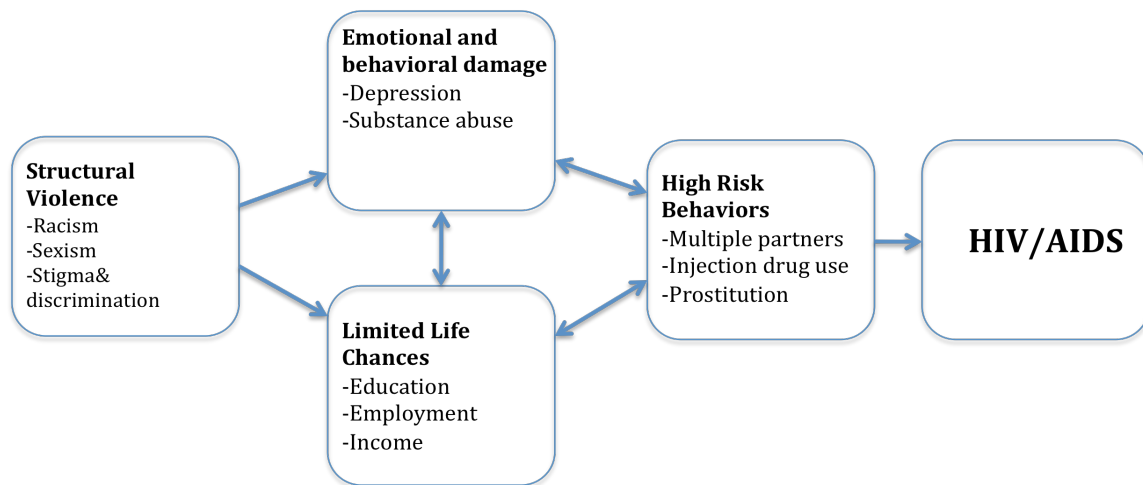 Structural
Violence
-Racism
-Sexism
-Stigma&
discrimination
Emotional and
behavioral damage
-Depression
-Substance abuse
Limited Life
Chances
-Education
-Employment
-Income
High Risk
Behaviors
-Multiple partners
-Injection drug use
-Prostitution
HIV/AIDS